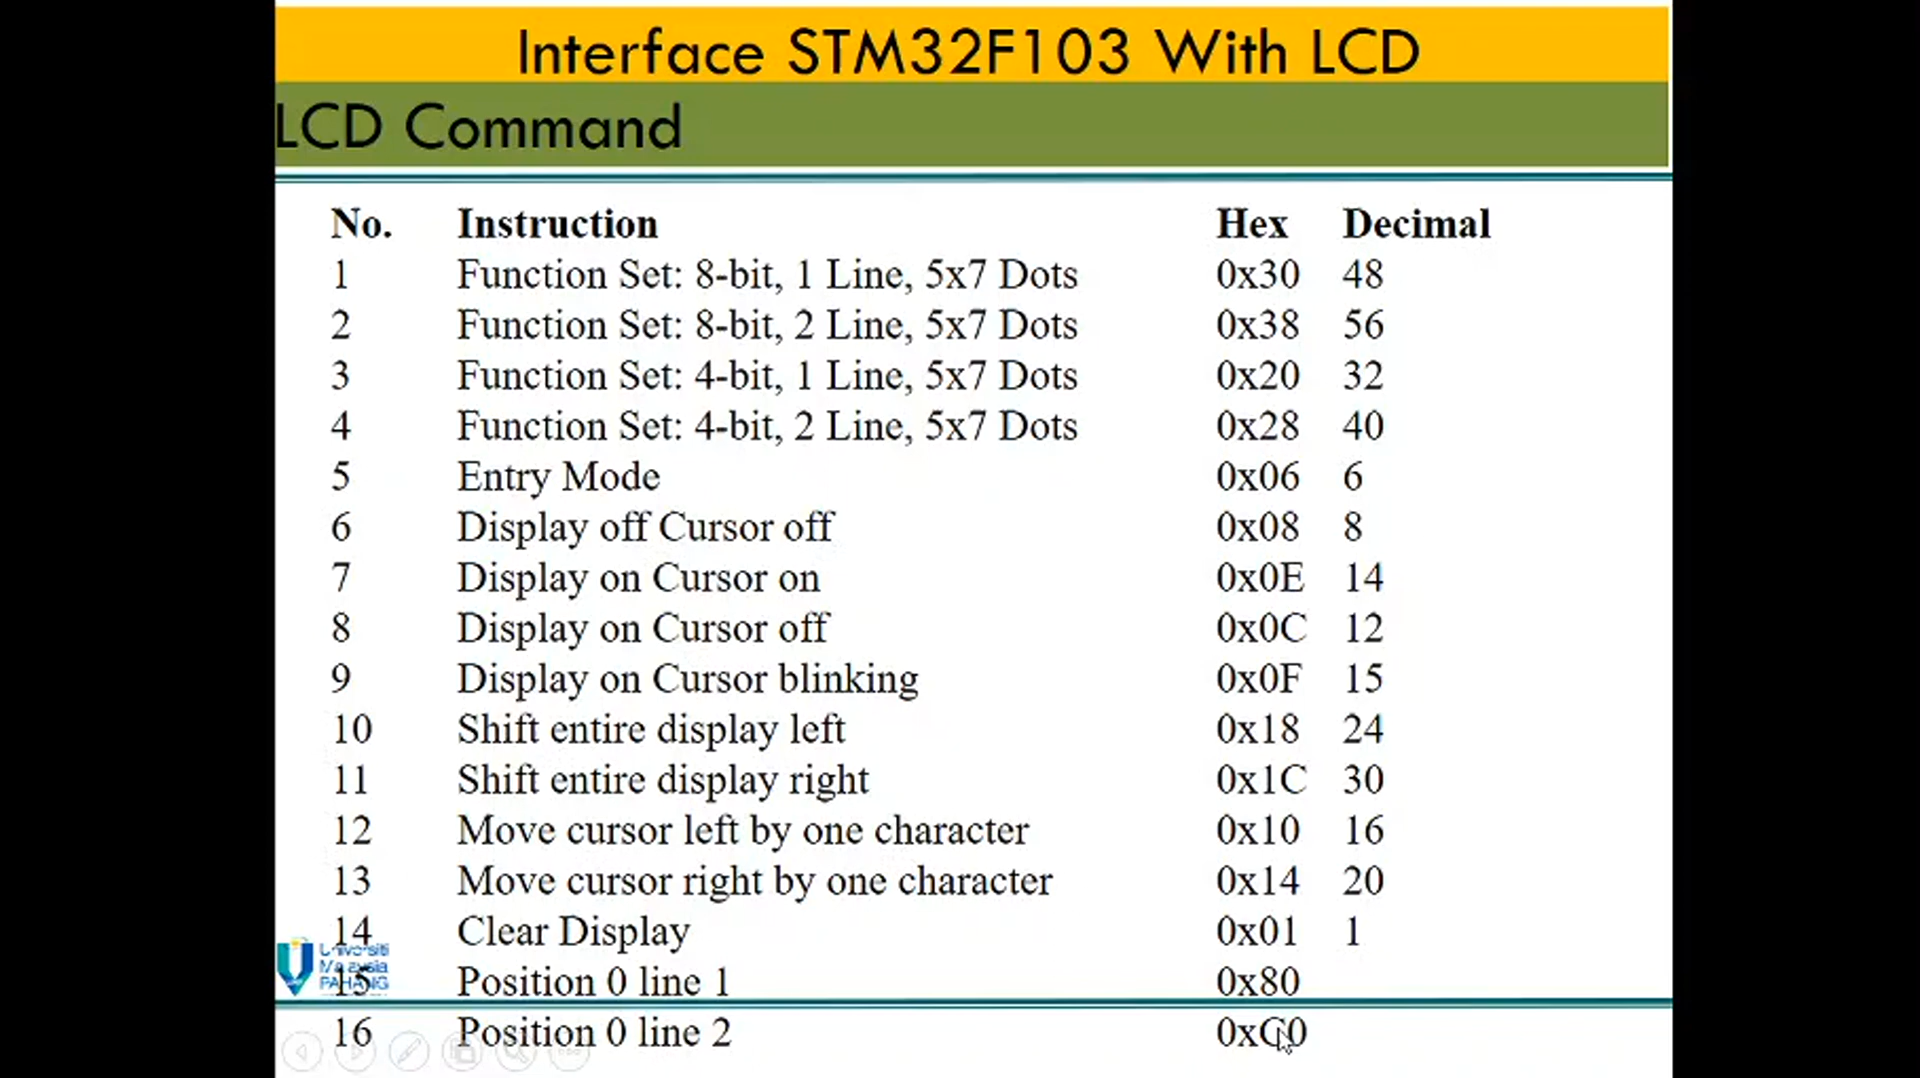 Interface STM32F103 With LCD
LCD Command
No. Instruction Hex Decimal
1 Function Set: 8-bit, 1 Line, 5x7 Dots 0x30 48
2 Function Set: 8-bit, 2 Line, 5x7 Dots 0x38 56
3 Function Set: 4-bit, 1 Line, 5x7 Dots 0x20 32
4 Function Set: 4-bit, 2 Line, 5x7 Dots 0x28 40
5 Entry Mode 0x06 6
6 Display off Cursor off 0x08 8
7 Display on Cursor on 0x0E 14
8 Display on Cursor off 0x0C 12
9 Display on Cursor blinking 0x0F 15
10 Shift entire display left 0x18 24
11 Shift entire display right 0x1C 30
12 Move cursor left by one character 0x10 16
13 Move cursor right by one character 0x14 20
14 Clear Display 0x01 1
Universiti
Malaysia
PAHANG
15 Position 0 line 1 0x80
16 Position 0 line 2 0xC0